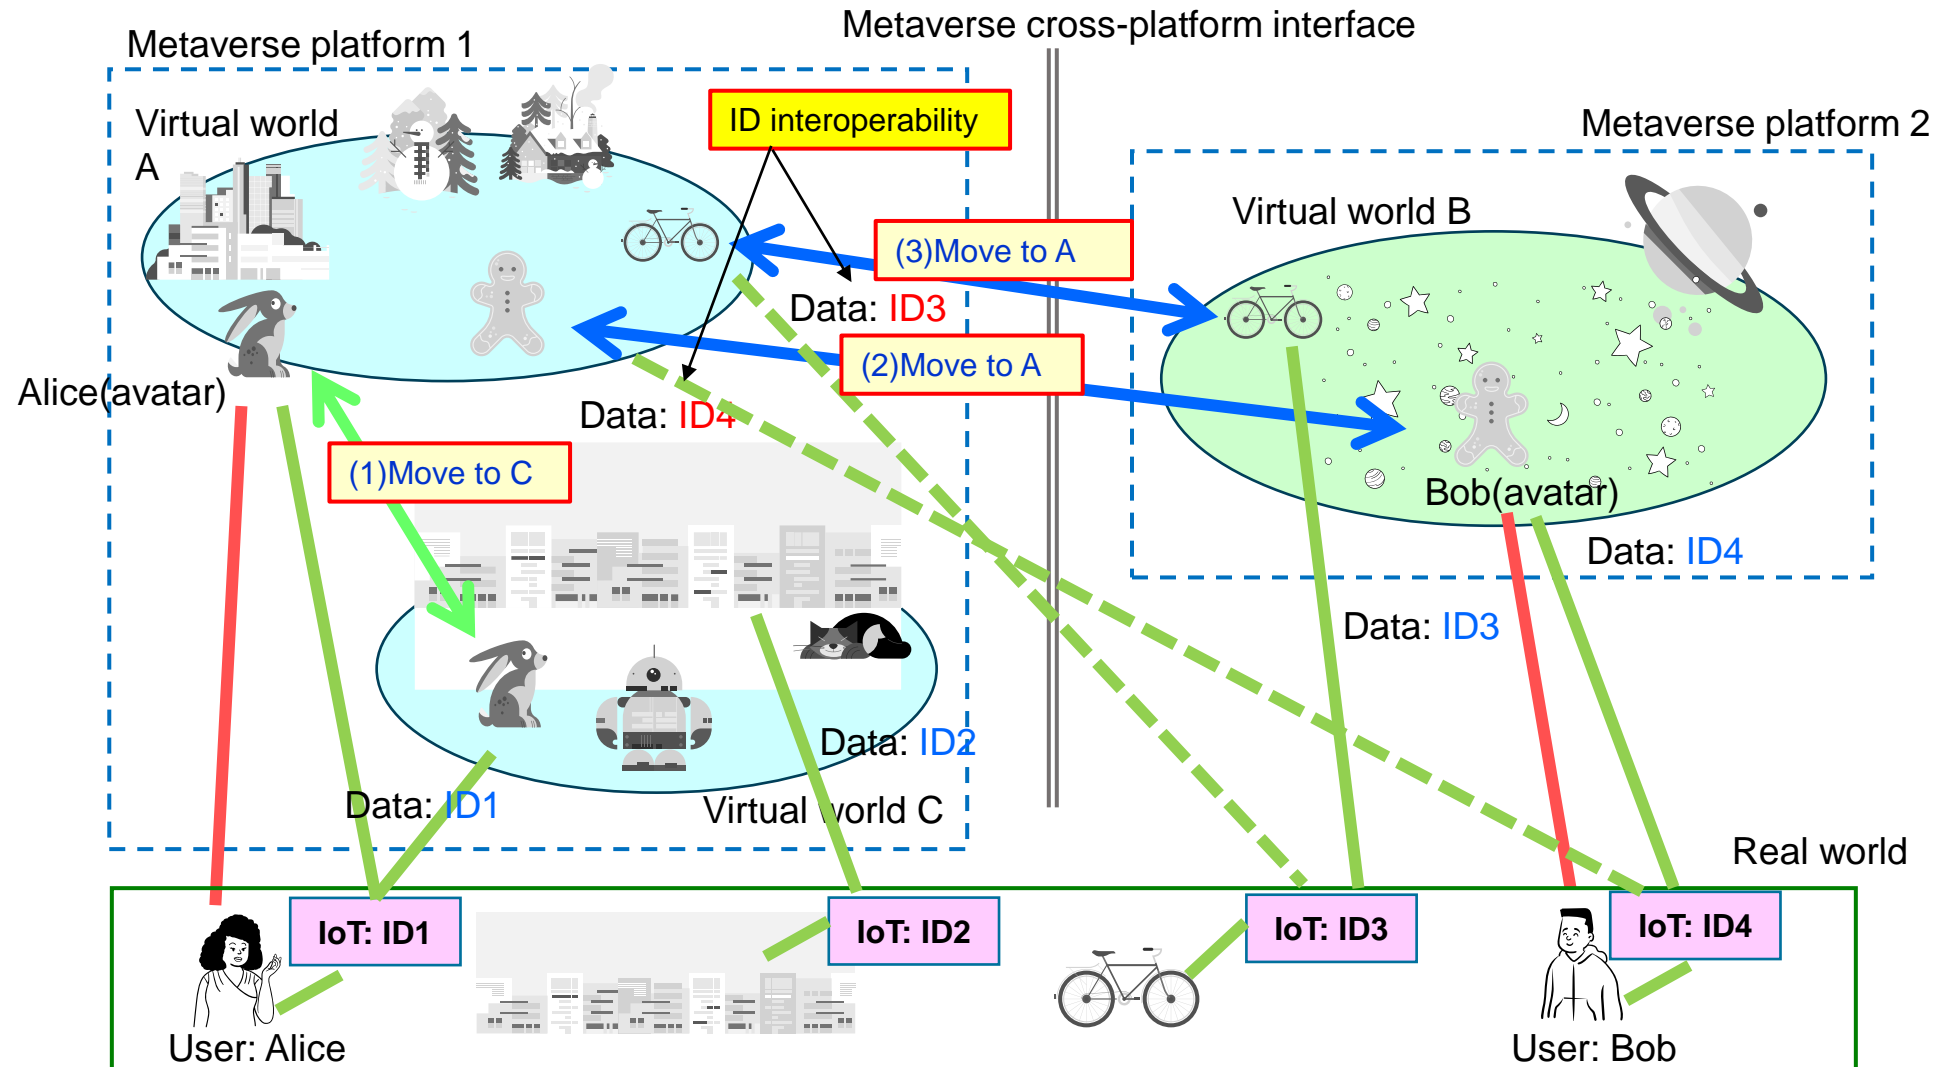 Metaverse cross-platform interface
Metaverse platform 1
Virtual world
A
ID interoperability
Metaverse platform 2
Virtual world B
(3)Move to A
Data: ID3
(2)Move to A
Alice(avatar)
Data: ID4
(1)Move to C
Bob(avatar)
Data: ID4
Data: ID3
Data: ID2
Data: ID1
Virtual world C
Real world
IoT: ID1
IoT: ID2
IoT: ID3
IoT: ID4
User: Alice
User: Bob